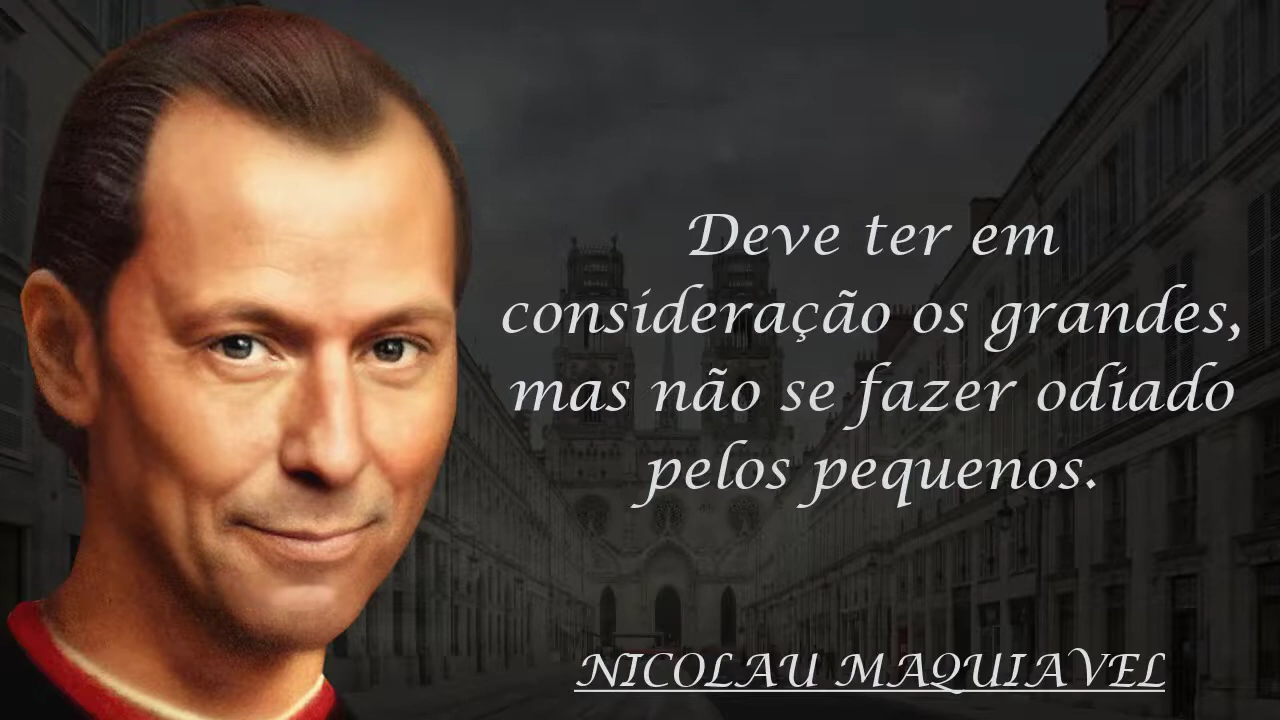 Deve ter em
consideração os grandes,
mas não se fazer odiado
pelos pequenos.
NICOLAU MAQUIAVEL